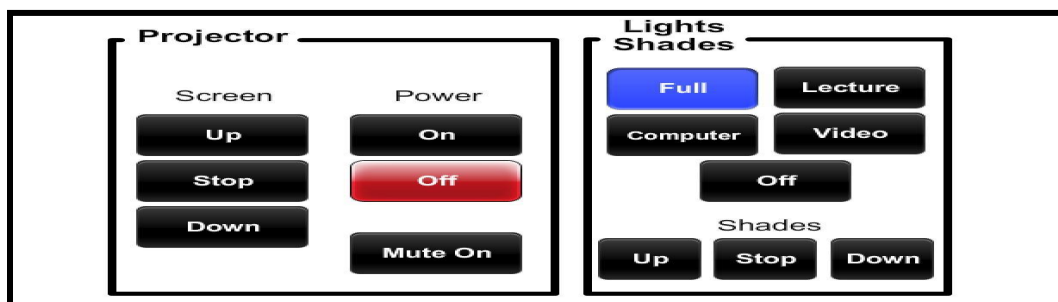 Projector
Screen
Up
Stop
Down
Power
On
Off
Mute On
Lights
Shades
Full
Lecture
Computer
Video
Off
Shades
Up
Stop
Down